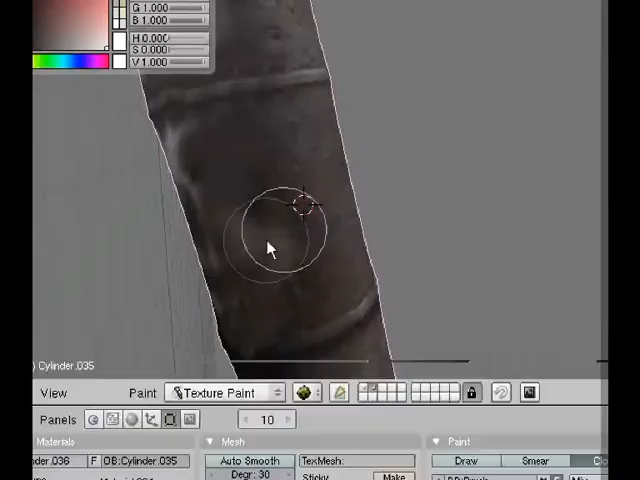 G 1.000
B 1.000
H 0.000
S 0.000
V 1.000
) Cylinder.035
View Paint Texture Paint
Panels 10
Materials Mesh Paint
nder.036 F OB:Cylinder.035 Auto Smooth TexMesh: Draw Smear Clo
Degr: 30 Sticky Make